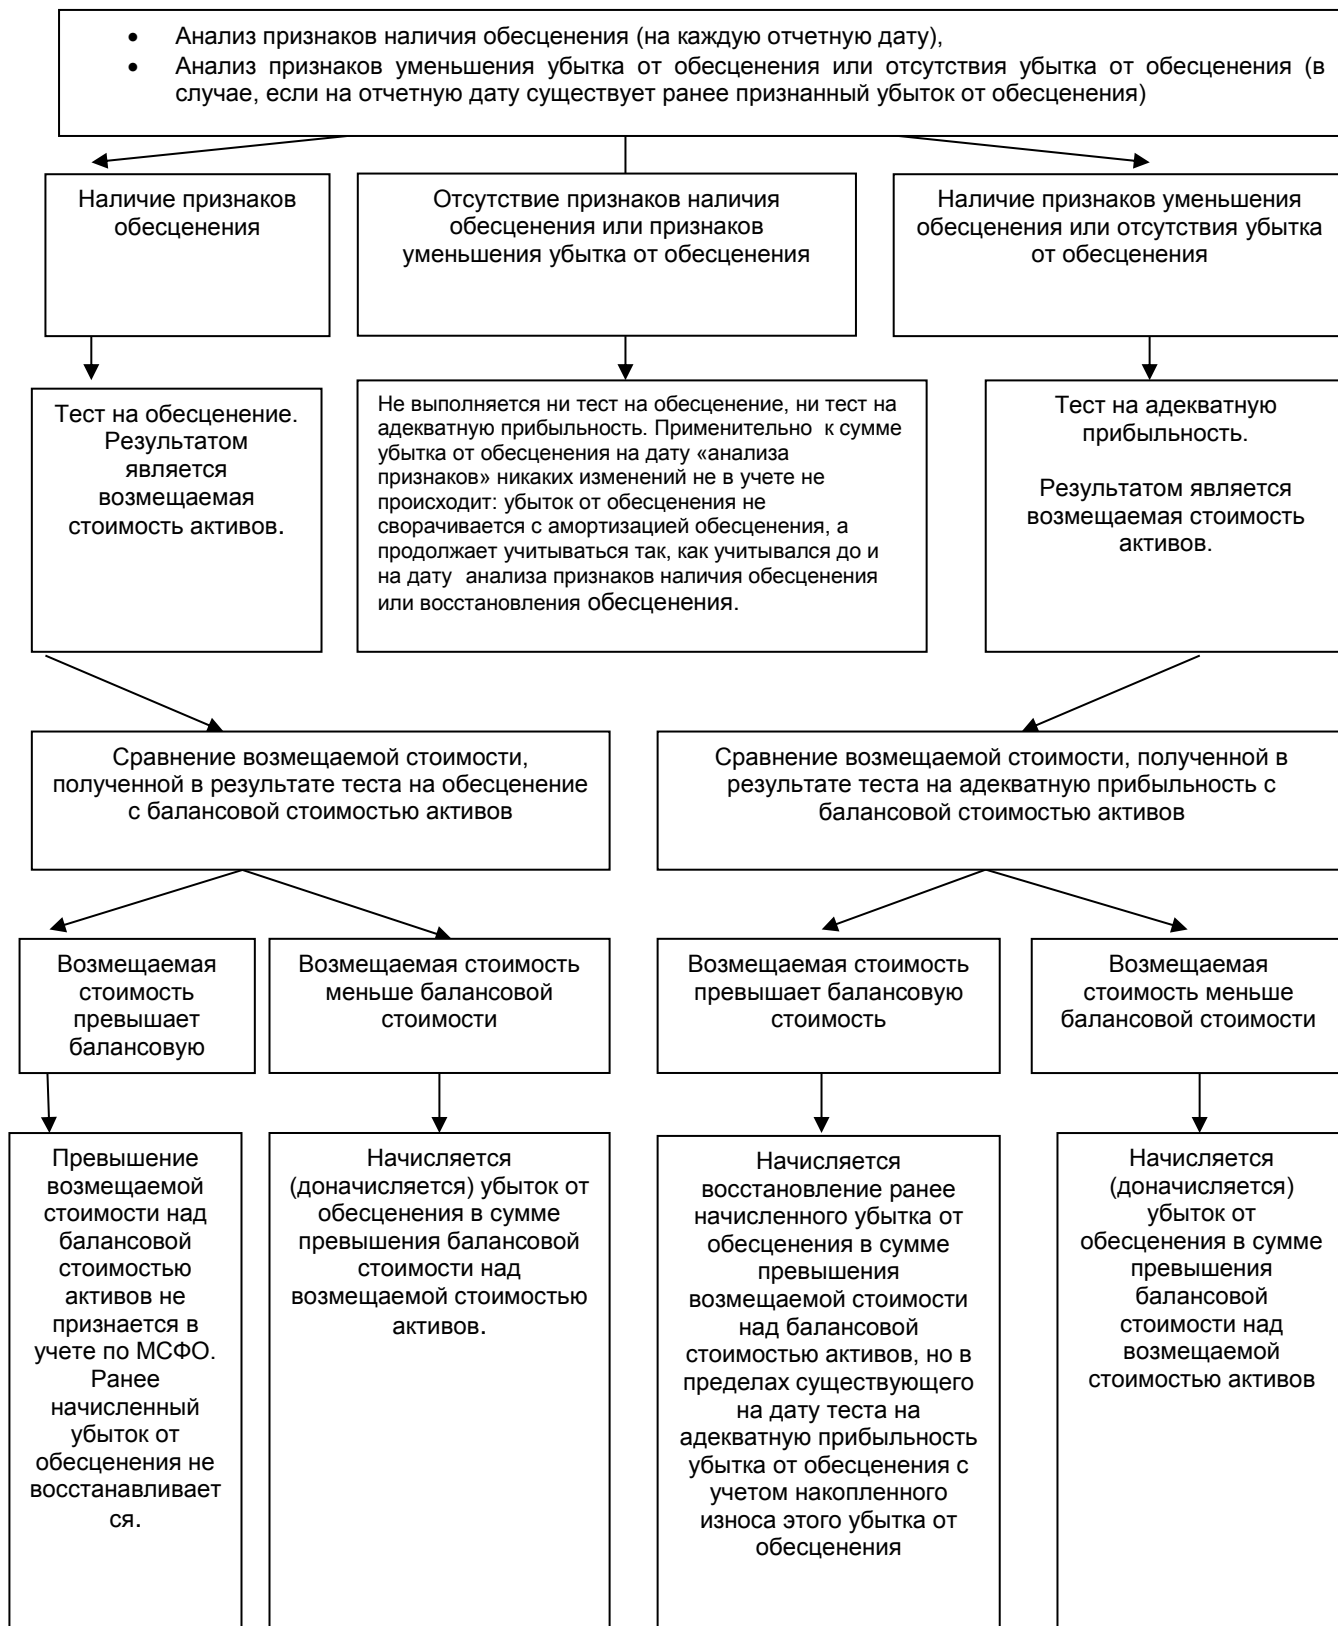 • Анализ признаков наличия обесценения (на каждую отчетную дату),
• Анализ признаков уменьшения убытка от обесценения или отсутствия убытка от обесценения (в
случае, если на отчетную дату существует ранее признанный убыток от обесценения)
Наличие признаков
обесценения
Отсутствие признаков наличия
обесценения или признаков
уменьшения убытка от обесценения
Наличие признаков уменьшения
обесценения или отсутствия убытка
от обесценения
Тест на обесценение.
Результатом
является
возмещаемая
стоимость активов.
Не выполняется ни тест на обесценение, ни тест на
адекватную прибыльность. Применительно к сумме
убытка от обесценения на дату «анализа
признаков» никаких изменений не в учете не
происходит: убыток от обесценения не
сворачивается с амортизацией обесценения, а
продолжает учитываться так, как учитывался до и
на дату анализа признаков наличия обесценения
или восстановления обесценения.
Тест на адекватную
прибыльность.
Результатом является
возмещаемая стоимость
активов.
Сравнение возмещаемой стоимости,
полученной в результате теста на обесценение
с балансовой стоимостью активов
Сравнение возмещаемой стоимости, полученной в
результате теста на адекватную прибыльность с
балансовой стоимостью активов
Возмещаемая
стоимость
превышает
балансовую
Возмещаемая стоимость
меньше балансовой
стоимости
Возмещаемая стоимость
превышает балансовую
стоимость
Возмещаемая
стоимость меньше
балансовой стоимости
Превышение
возмещаемой
стоимости над
балансовой
стоимостью
активов не
признается в
учете по МСФО.
Ранее
начисленный
убыток от
обесценения не
восстанавливает
ся.
Начисляется
(доначисляется) убыток от
обесценения в сумме
превышения балансовой
стоимости над
возмещаемой стоимостью
активов.
Начисляется
восстановление ранее
начисленного убытка от
обесценения в сумме
превышения
возмещаемой стоимости
над балансовой
стоимостью активов, но в
пределах существующего
на дату теста на
адекватную прибыльность
убытка от обесценения с
учетом накопленного
износа этого убытка от
обесценения
Начисляется
(доначисляется)
убыток от
обесценения в сумме
превышения
балансовой
стоимости над
возмещаемой
стоимостью активов